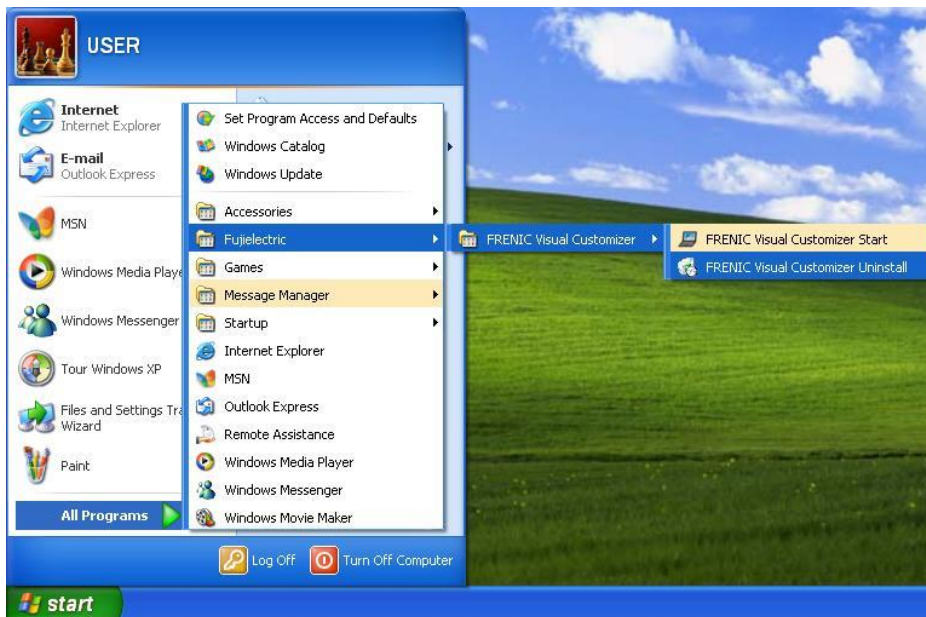 USER
Internet
Internet Explorer
E-mail
Outlook Express
MSN
Windows Media Playe
Windows Messenger
Tour Windows XP
Files and Settings Tra
Wizard
Paint
All Programs
Set Program Access and Defaults
Windows Catalog
Windows Update
Accessories
Fujielectric
Games
Message Manager
Startup
Internet Explorer
MSN
Outlook Express
Remote Assistance
Windows Media Player
Windows Messenger
Windows Movie Maker
FRENIC Visual Customizer
FRENIC Visual Customizer Start
FRENIC Visual Customizer Uninstall
Log Off
Turn Off Computer
start